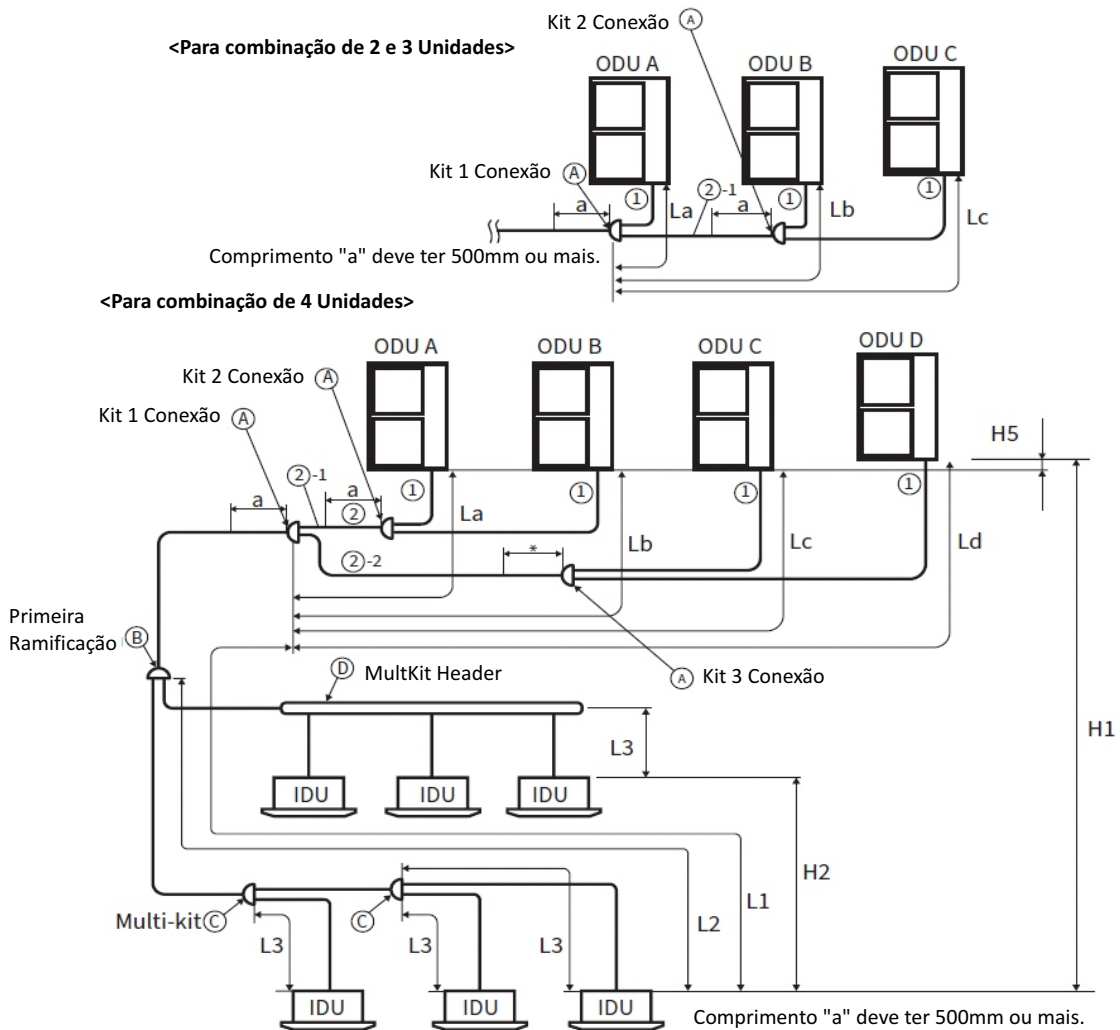 Kit 2 Conexão A
<Para combinação de 2 e 3 Unidades>
ODU A
ODU B
ODU C
Kit 1 Conexão A
1
2-1
1
1
a
La
a
Lb
Lc
Comprimento "a" deve ter 500mm ou mais.
<Para combinação de 4 Unidades>
ODU A
ODU B
ODU C
ODU D
Kit 2 Conexão A
Kit 1 Conexão A
H5
2-1
a
a
2
1
1
1
1
La
Lb
Lc
Ld
2-2
*
Primeira
Ramificação B
D MultKit Header
A Kit 3 Conexão
H1
L3
IDU
IDU
IDU
H2
L1
L2
Multi-kit C
C
L3
L3
L3
IDU
IDU
IDU
Comprimento "a" deve ter 500mm ou mais.